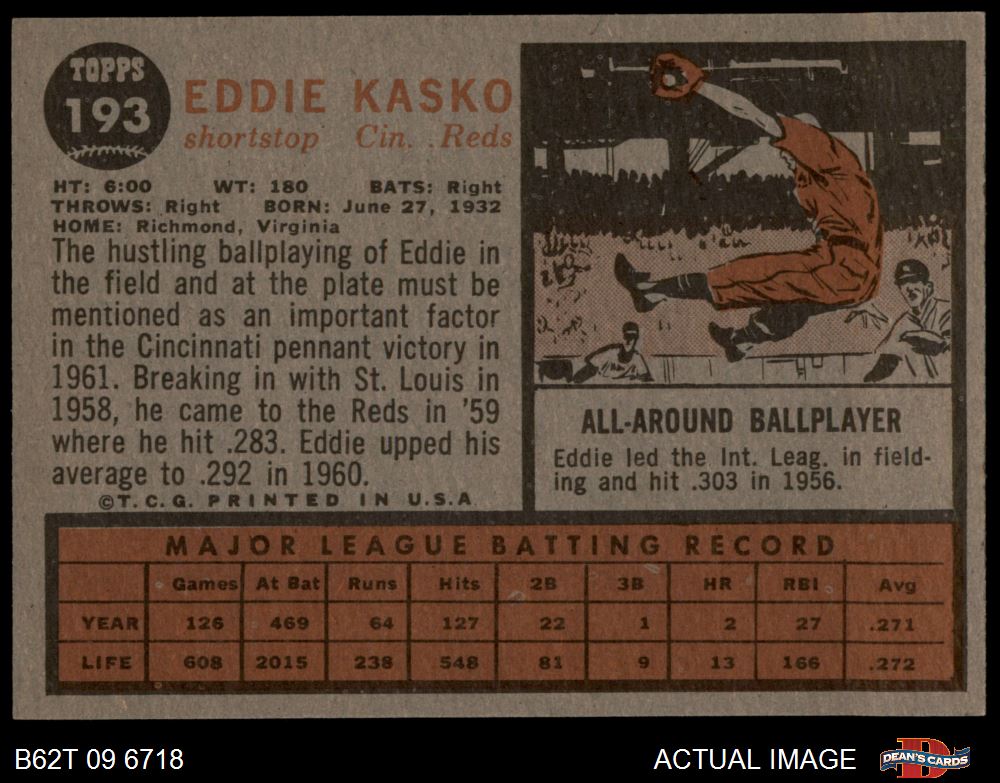 TOPPS
193
EDDIE KASKO
shortstop Cin. Reds
HT: 6:00 WT: 180 BATS: Right
THROWS: Right BORN: June 27, 1932
HOME: Richmond, Virginia
The hustling ballplaying of Eddie in
the field and at the plate must be
mentioned as an important factor
in the Cincinnati pennant victory in
1961. Breaking in with St. Louis in
1958, he came to the Reds in '59
where he hit .283. Eddie upped his
average to .292 in 1960.
©T.C.G. PRINTED IN U.S.A
ALL-AROUND BALLPLAYER
Eddie led the Int. Leag. in field-
ing and hit .303 in 1956.
MAJOR LEAGUE BATTING RECORD
Games At Bat Runs Hits 2B 3B HR RBI Avg
YEAR 126 469 64 127 22 1 2 27 .271
LIFE 608 2015 238 548 81 9 13 166 .272
B62T 09 6718 ACTUAL IMAGE DEAN'S CARDS